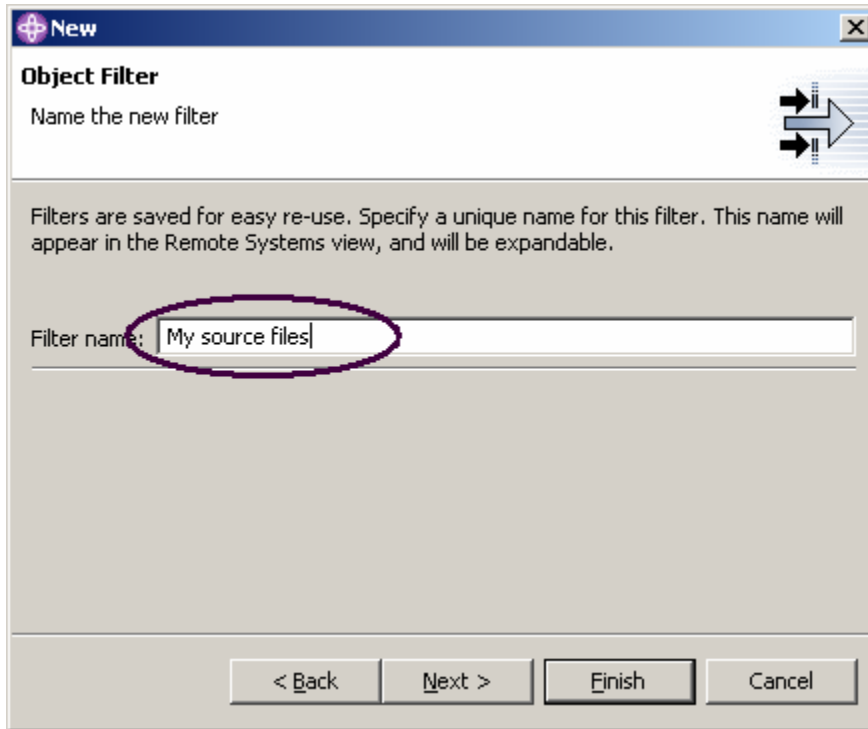 New
Object Filter
Name the new filter
Filters are saved for easy re-use. Specify a unique name for this filter. This name will
appear in the Remote Systems view, and will be expandable.
Filter name: My source files
< Back Next > Finish Cancel